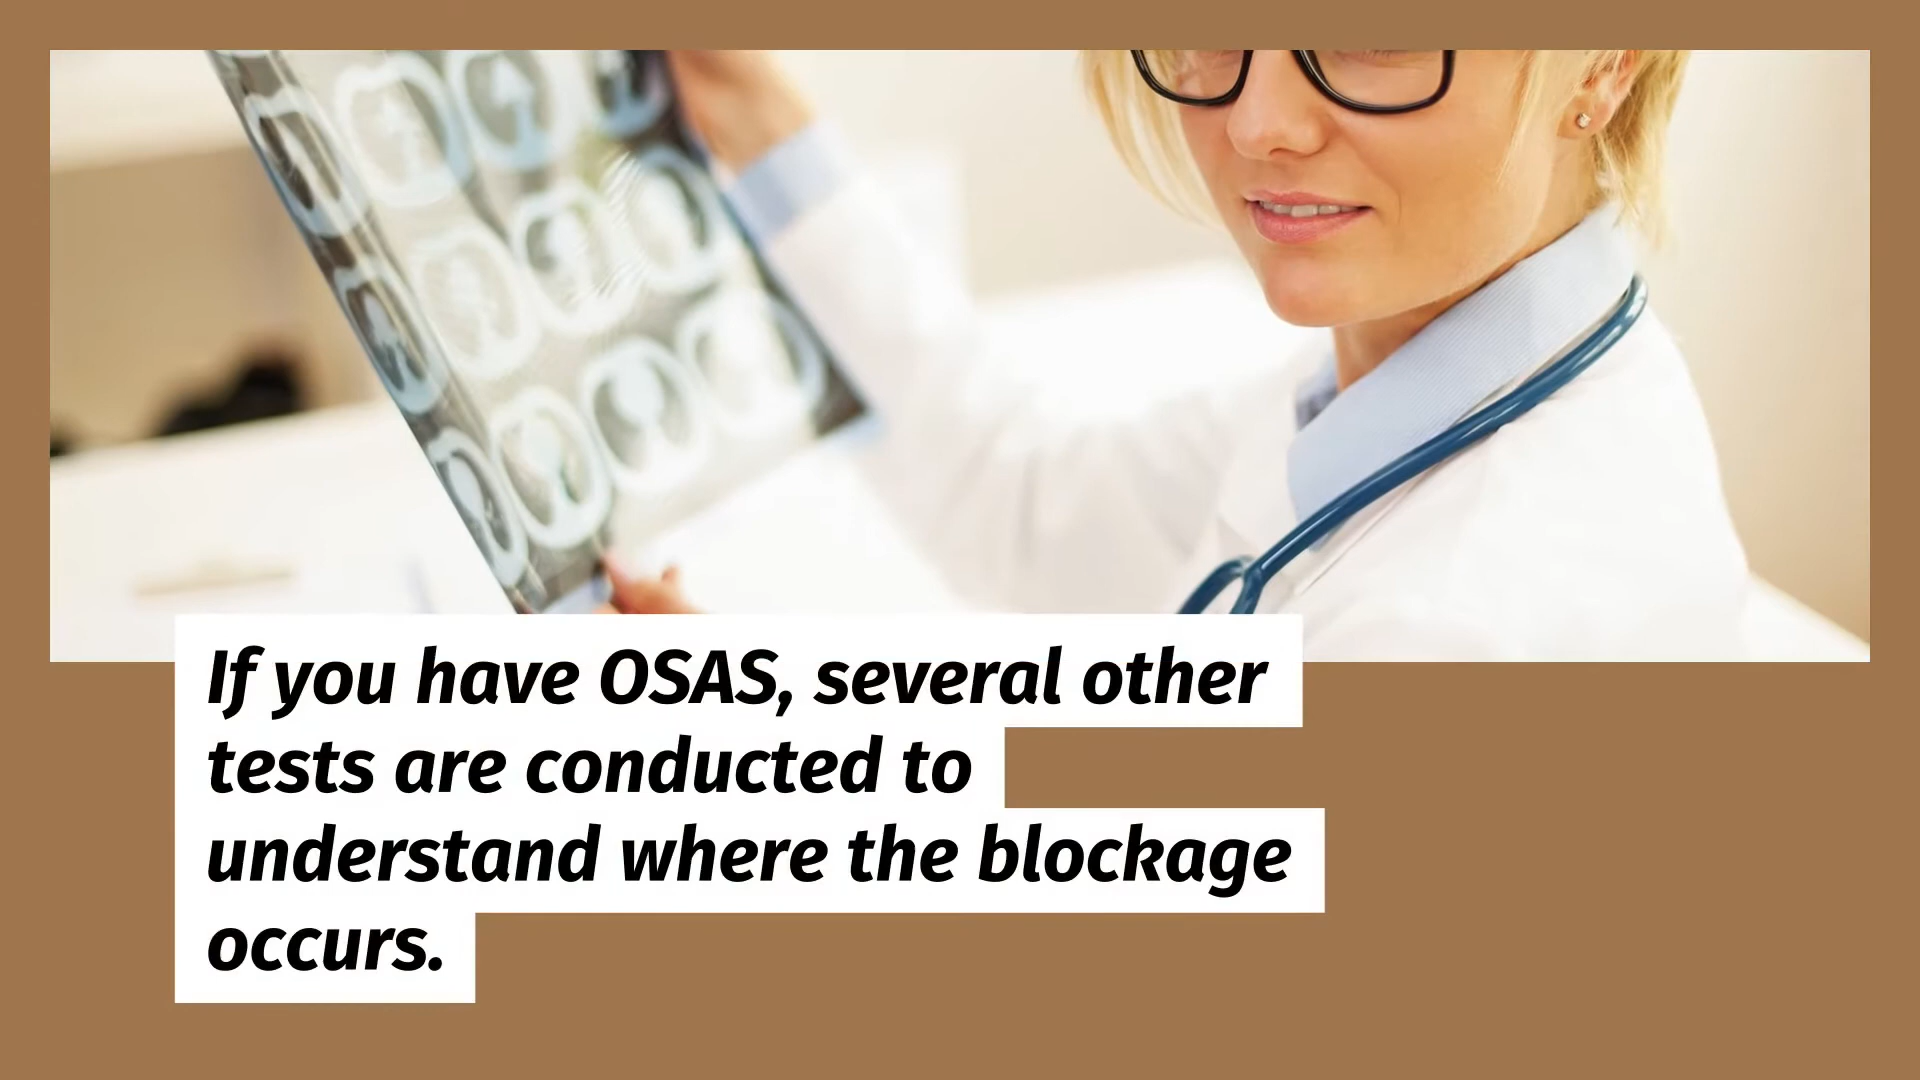 If you have OSAS, several other
tests are conducted to
understand where the blockage
occurs.